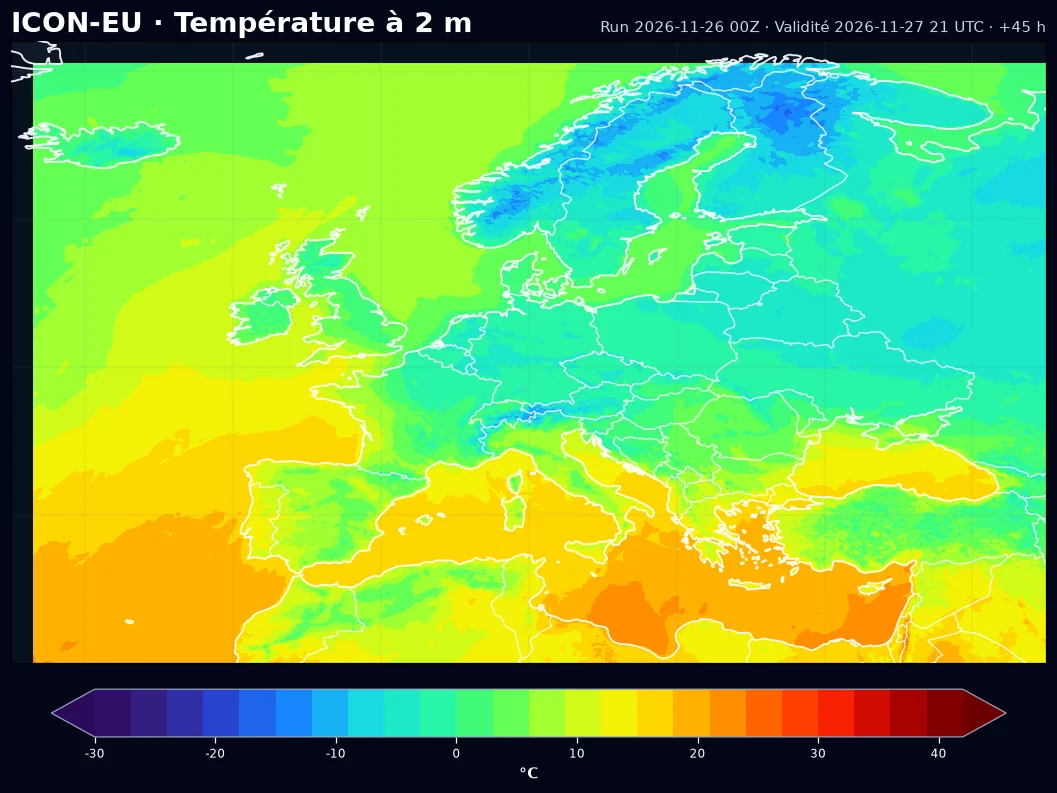 ICON-EU · Température à 2 m
Run 2026-11-26 00Z · Validité 2026-11-27 21 UTC · +45 h
-30 -20 -10 0 10 20 30 40
°C